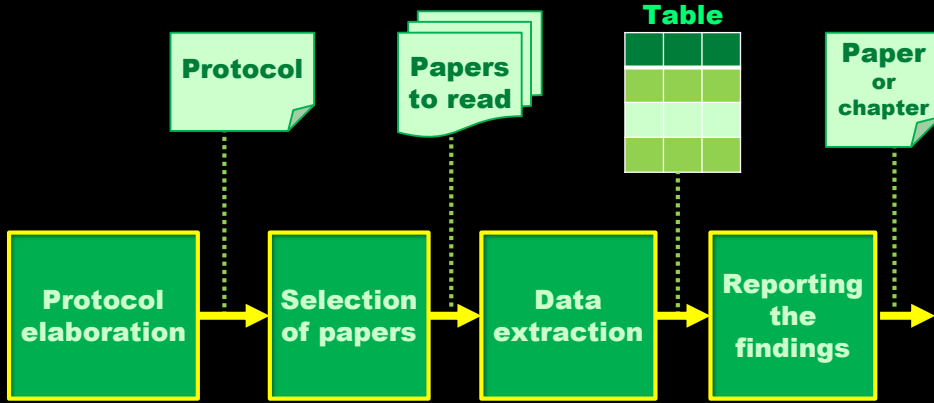 Table
Protocol
Papers
to read
Paper
or
chapter
Protocol
elaboration
Selection
of papers
Data
extraction
Reporting
the
findings